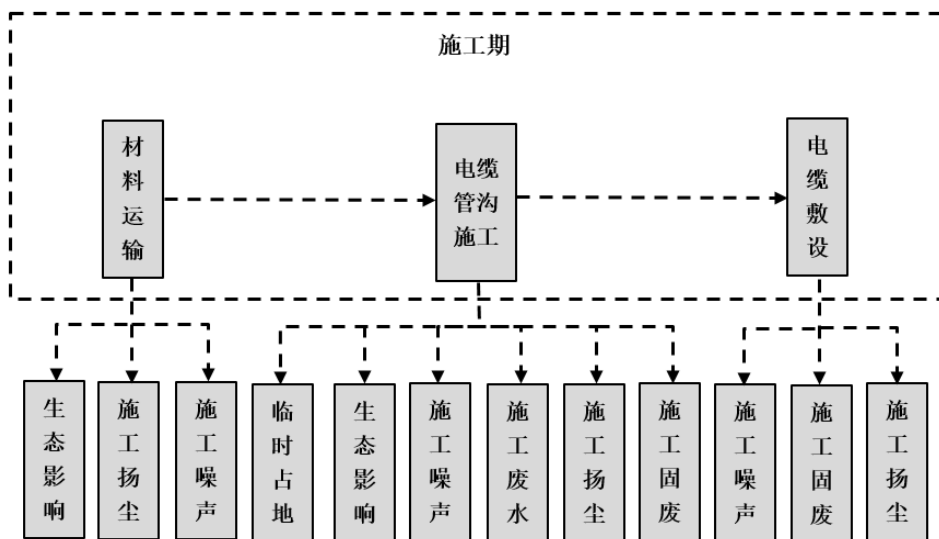 施工期
材料运输
电缆
管沟
施工
电缆敷设
生态影响
施工扬尘
施工噪声
临时占地
生态影响
施工噪声
施工废水
施工扬尘
施工固废
施工噪声
施工固废
施工扬尘